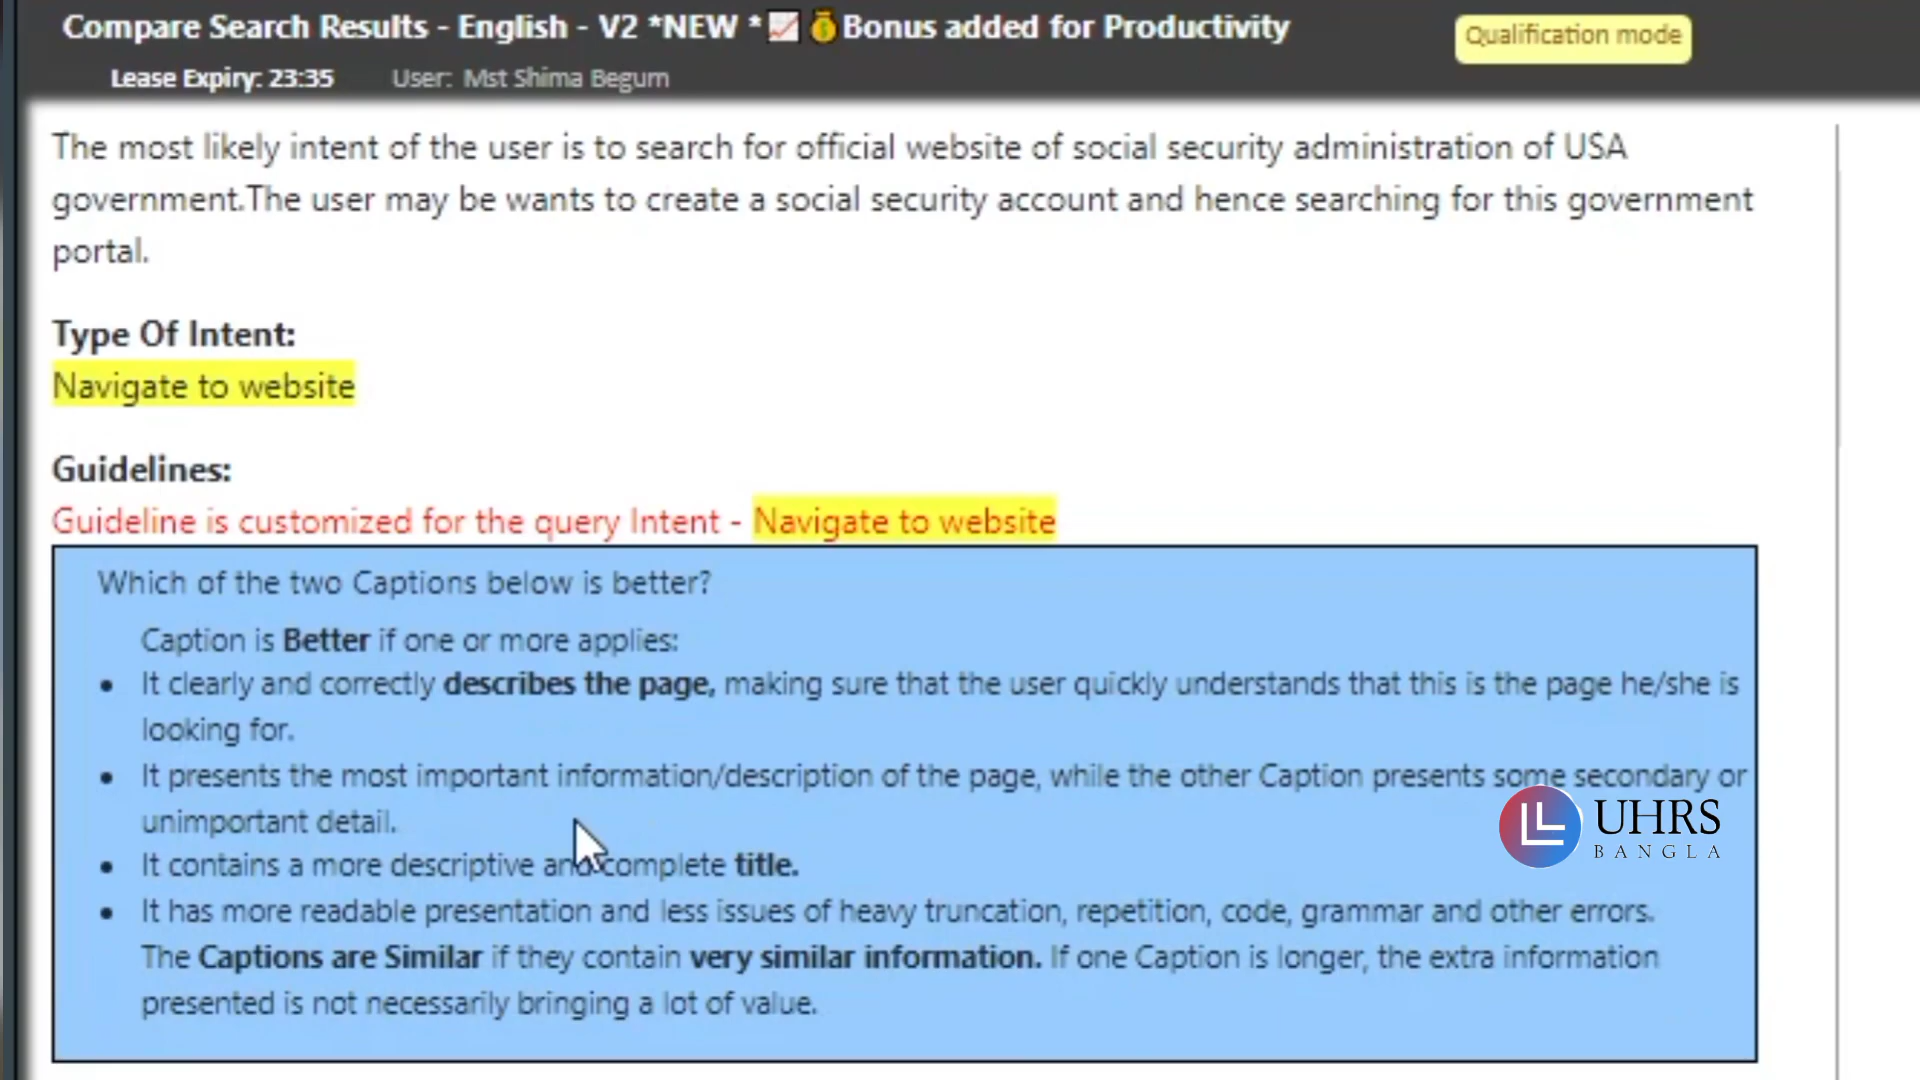 Compare Search Results - English - V2 *NEW *📈💰Bonus added for Productivity
Qualification mode
Lease Expiry: 23:35 User: Mst Shima Begum
The most likely intent of the user is to search for official website of social security administration of USA
government.The user may be wants to create a social security account and hence searching for this government
portal.
Type Of Intent:
Navigate to website
Guidelines:
Guideline is customized for the query Intent - Navigate to website
Which of the two Captions below is better?
Caption is Better if one or more applies:
• It clearly and correctly describes the page, making sure that the user quickly understands that this is the page he/she is
looking for.
• It presents the most important information/description of the page, while the other Caption presents some secondary or
unimportant detail.
• It contains a more descriptive and complete title.
• It has more readable presentation and less issues of heavy truncation, repetition, code, grammar and other errors.
The Captions are Similar if they contain very similar information. If one Caption is longer, the extra information
presented is not necessarily bringing a lot of value.
UHRS
BANGLA